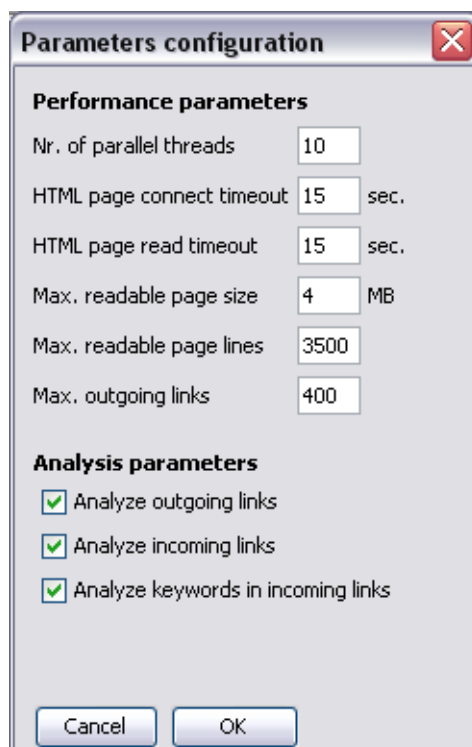 Parameters configuration
Performance parameters
Nr. of parallel threads 10
HTML page connect timeout 15 sec.
HTML page read timeout 15 sec.
Max. readable page size 4 MB
Max. readable page lines 3500
Max. outgoing links 400
Analysis parameters
Analyze outgoing links
Analyze incoming links
Analyze keywords in incoming links
Cancel OK